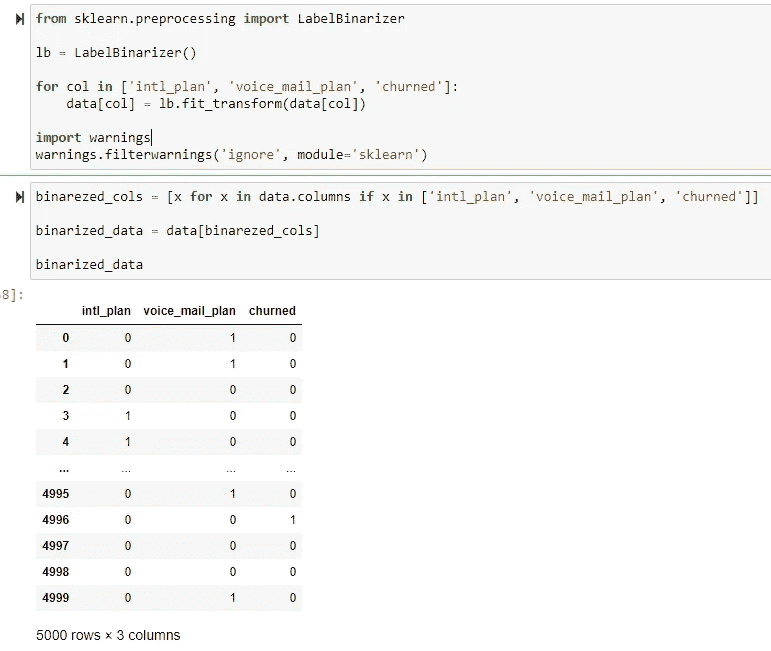 from sklearn.preprocessing import LabelBinarizer
lb = LabelBinarizer()
for col in ['intl_plan', 'voice_mail_plan', 'churned']:
    data[col] = lb.fit_transform(data[col])
import warnings
warnings.filterwarnings('ignore', module='sklearn')
binarezed_cols = [x for x in data.columns if x in ['intl_plan', 'voice_mail_plan', 'churned']]
binarized_data = data[binarezed_cols]
binarized_data
8]:
intl_plan voice_mail_plan churned
0 0 1 0
1 0 1 0
2 0 0 0
3 1 0 0
4 1 0 0
... ... ... ...
4995 0 1 0
4996 0 0 1
4997 0 0 0
4998 0 0 0
4999 0 1 0
5000 rows × 3 columns